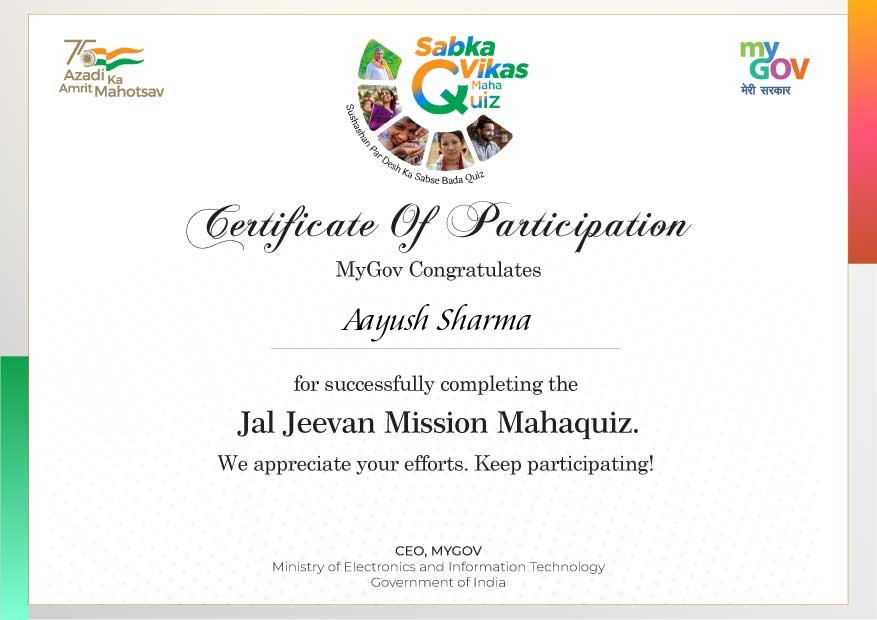 75
Azadi Ka
Amrit Mahotsav
Sabka
Vikas
Maha
Quiz
Sushashan Par Desh Ka Sabse Bada Quiz
my
GOV
मेरी सरकार
Certificate Of Participation
MyGov Congratulates
Aayush Sharma
for successfully completing the
Jal Jeevan Mission Mahaquiz.
We appreciate your efforts. Keep participating!
CEO, MYGOV
Ministry of Electronics and Information Technology
Government of India